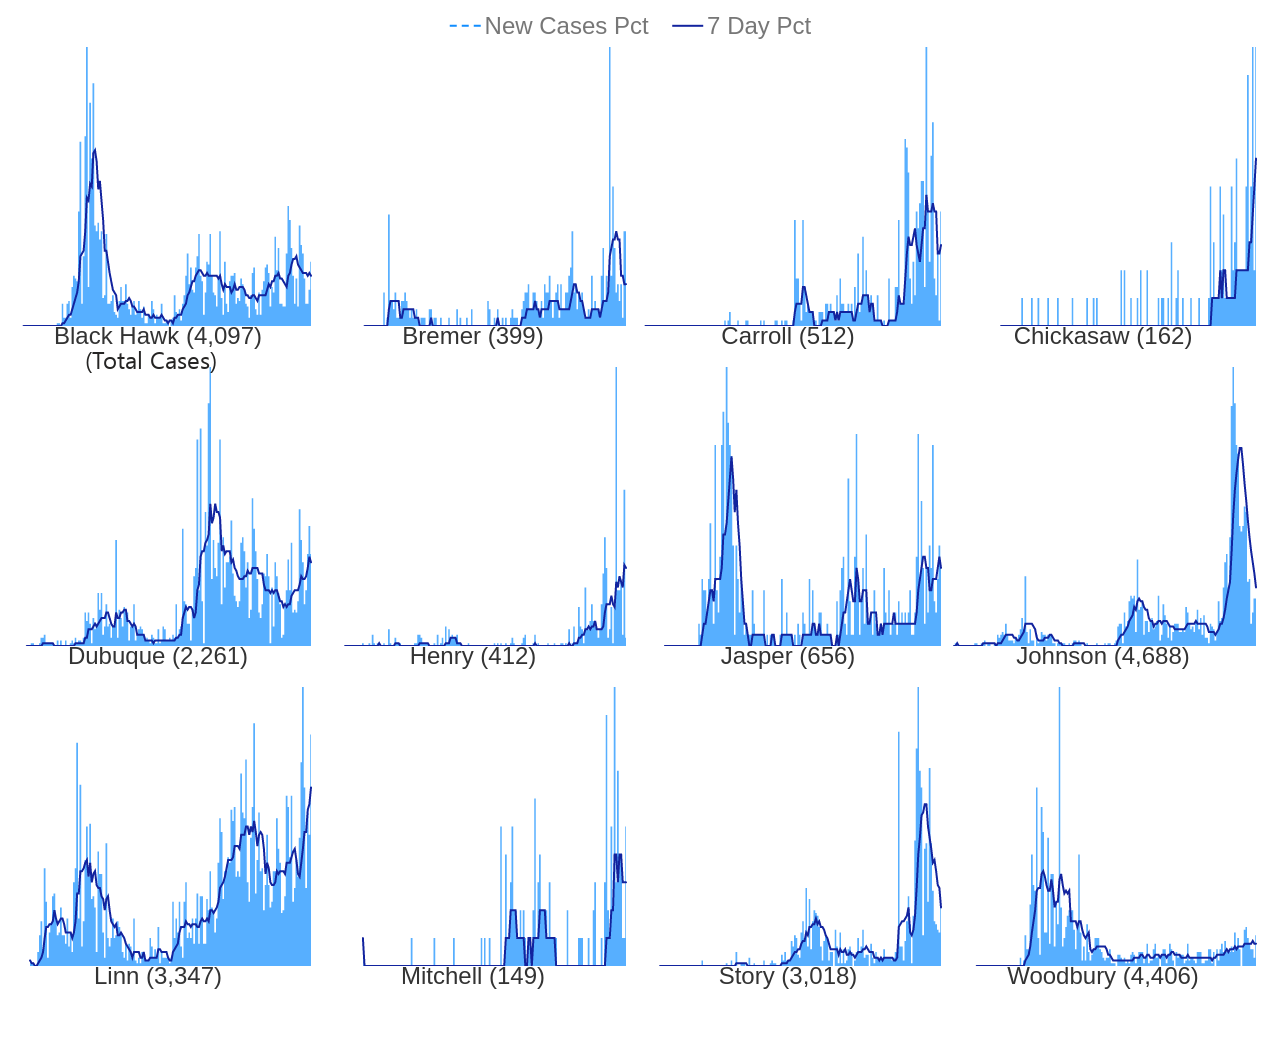 New Cases Pct 7 Day Pct
Black Hawk (4,097) Bremer (399) Carroll (512) Chickasaw (162)
(Total Cases)
Dubuque (2,261) Henry (412) Jasper (656) Johnson (4,688)
Linn (3,347) Mitchell (149) Story (3,018) Woodbury (4,406)